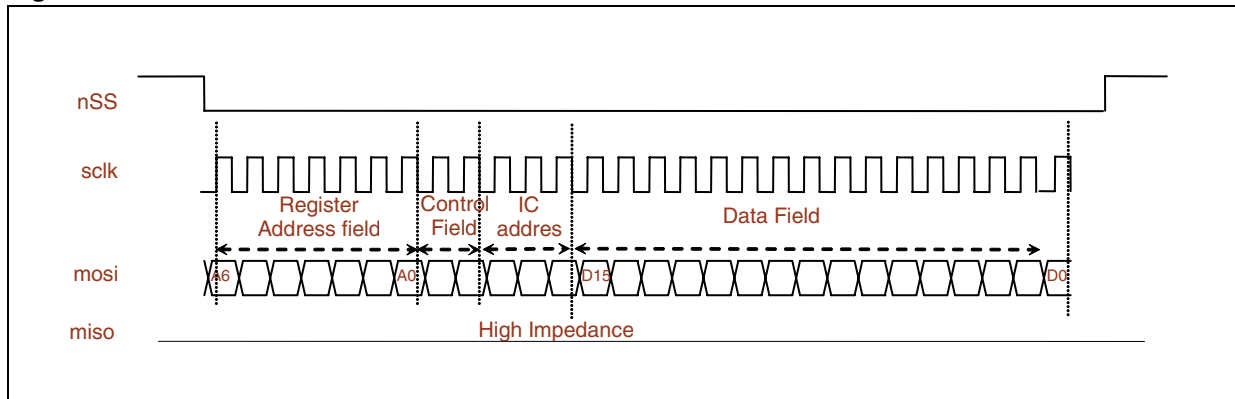 nSS
sclk
Register
Address field
Control
Field
IC
addres
Data Field
mosi
A6
A0
D15
D0
miso
High Impedance